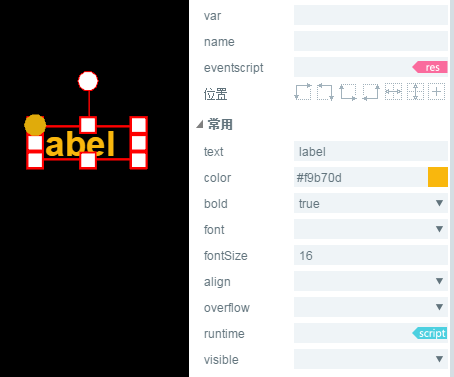 label
var
name
eventscript res
位置
常用
text label
color #f9b70d
bold true
font
fontSize 16
align
overflow
runtime script
visible